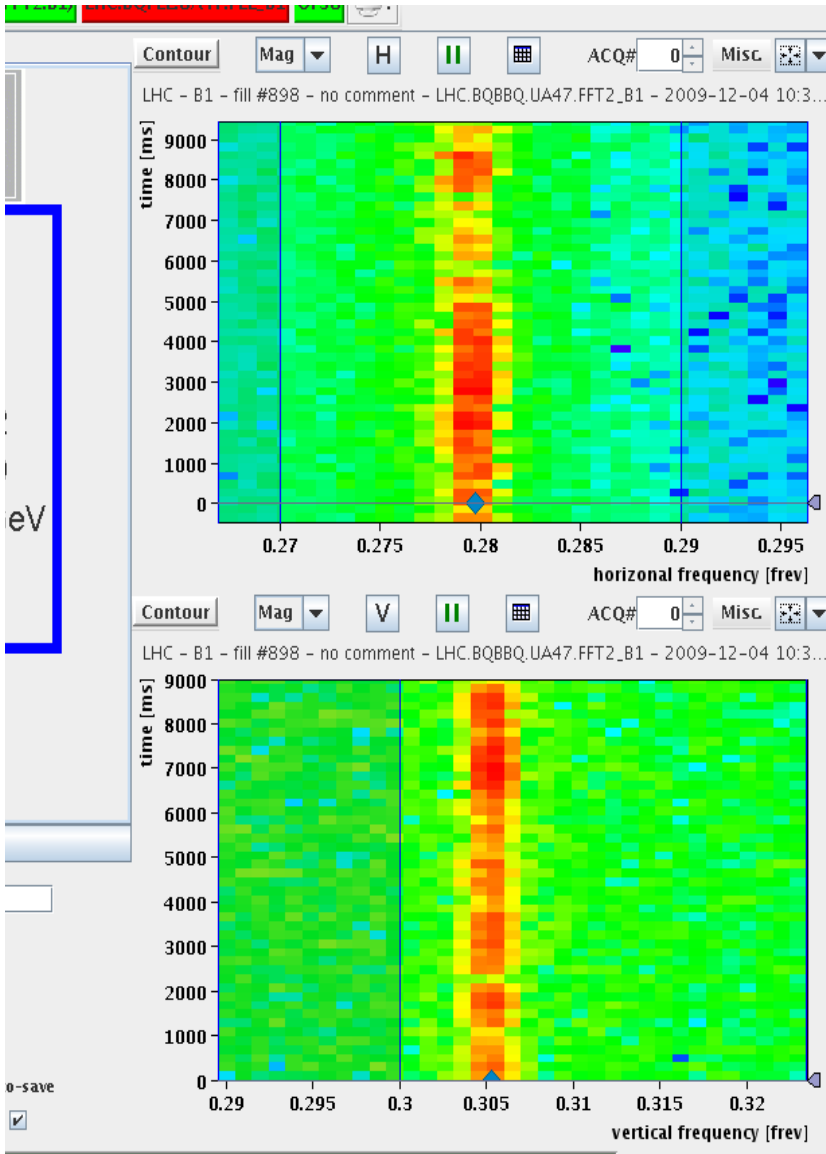 Contour Mag H ACQ# 0 Misc.
LHC – B1 – fill #898 – no comment – LHC.BQBBQ.UA47.FFT2_B1 – 2009-12-04 10:3...
time [ms]
9000
8000
7000
6000
5000
4000
3000
2000
1000
0
0.27 0.275 0.28 0.285 0.29 0.295
horizonal frequency [frev]
eV
Contour Mag V ACQ# 0 Misc.
LHC – B1 – fill #898 – no comment – LHC.BQBBQ.UA47.FFT2_B1 – 2009-12-04 10:3...
time [ms]
9000
8000
7000
6000
5000
4000
3000
2000
1000
0
0.29 0.295 0.3 0.305 0.31 0.315 0.32
vertical frequency [frev]
o-save